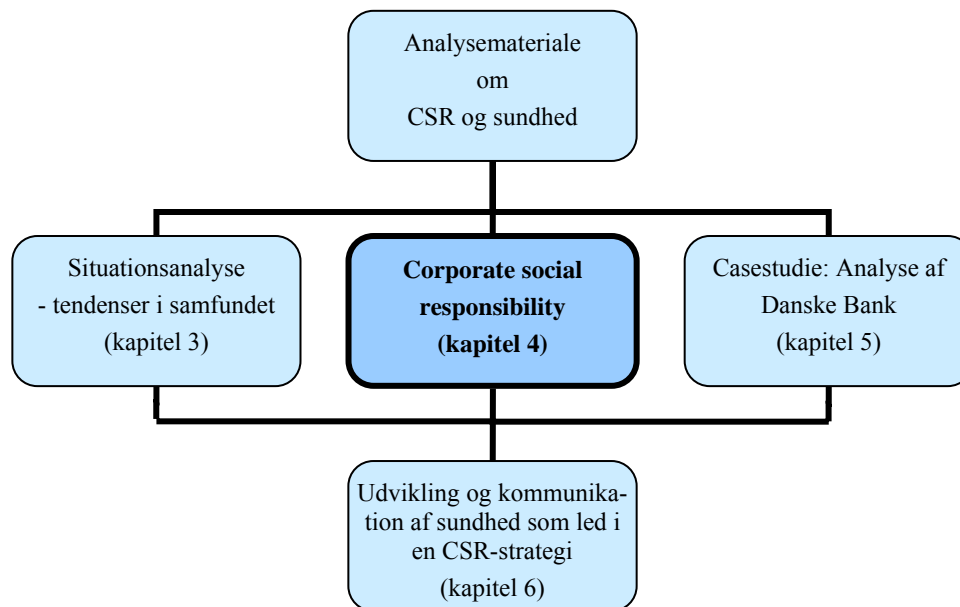 Analysemateriale
om
CSR og sundhed
Situationsanalyse
- tendenser i samfundet
(kapitel 3)
Corporate social
responsibility
(kapitel 4)
Casestudie: Analyse af
Danske Bank
(kapitel 5)
Udvikling og kommunika-
tion af sundhed som led i
en CSR-strategi
(kapitel 6)